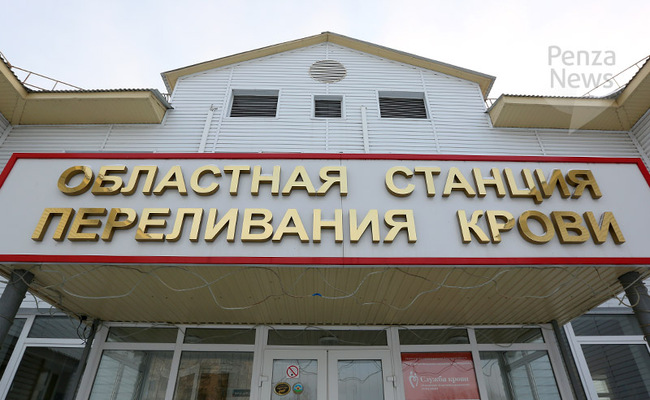 Penza
News
ОБЛАСТНАЯ СТАНЦИЯ
ПЕРЕЛИВАНИЯ КРОВИ
Служба крови